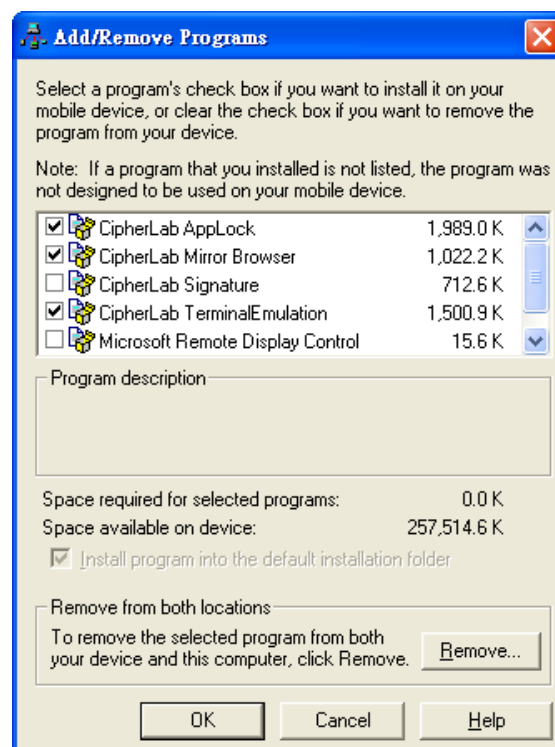 Add/Remove Programs
Select a program's check box if you want to install it on your
mobile device, or clear the check box if you want to remove the
program from your device.
Note: If a program that you installed is not listed, the program was
not designed to be used on your mobile device.
CipherLab AppLock 1,989.0 K
CipherLab Mirror Browser 1,022.2 K
CipherLab Signature 712.6 K
CipherLab TerminalEmulation 1,500.9 K
Microsoft Remote Display Control 15.6 K
Program description
Space required for selected programs: 0.0 K
Space available on device: 257,514.6 K
Install program into the default installation folder
Remove from both locations
To remove the selected program from both
your device and this computer, click Remove.
Remove...
OK Cancel Help